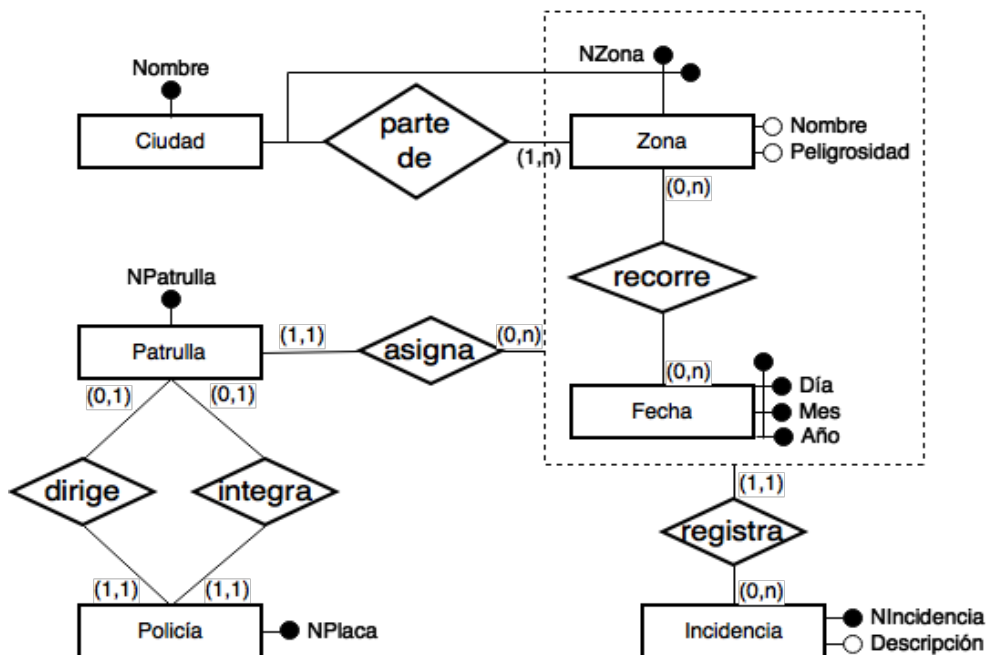 NZona
Nombre
Ciudad
parte
de
(1,n)
Zona
Nombre
Peligrosidad
(0,n)
recorre
NPatrulla
Patrulla
(1,1)
asigna
(0,n)
(0,n)
Fecha
Día
Mes
Año
(0,1)
(0,1)
dirige
integra
(1,1)
registra
(1,1)
(1,1)
(0,n)
Policía
NPlaca
Incidencia
NIncidencia
Descripción